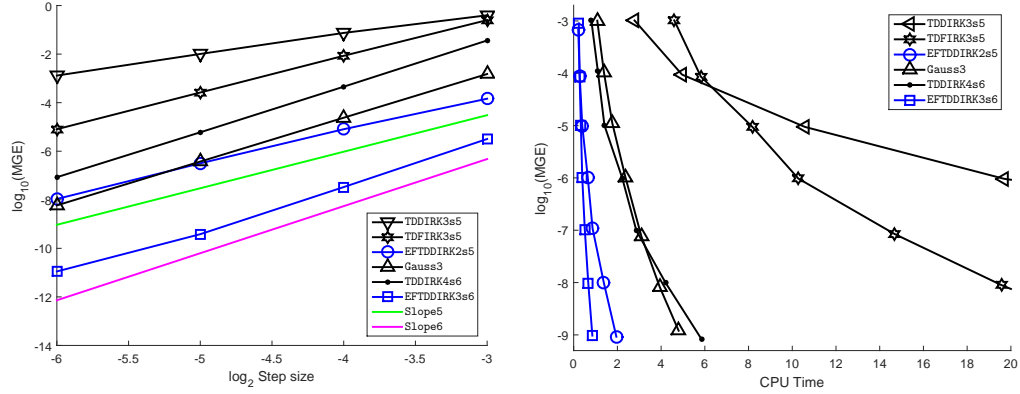 2
0
-2
-4
-6
-8
-10
-12
-14
log10(MGE)
-6
-5.5
-5
-4.5
-4
-3.5
-3
log2 Step size
TDDIRK3s5
TDFIRK3s5
EFTDDIRK2s5
Gauss3
TDDIRK4s6
EFTDDIRK3s6
Slope5
Slope6
-3
-4
-5
-6
-7
-8
-9
log10(MGE)
0
2
4
6
8
10
12
14
16
18
20
CPU Time
TDDIRK3s5
TDFIRK3s5
EFTDDIRK2s5
Gauss3
TDDIRK4s6
EFTDDIRK3s6